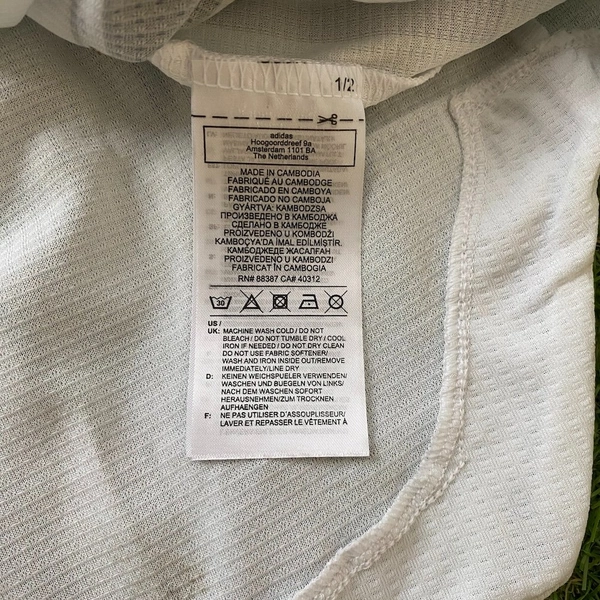 1/2
adidas
Hoogoorddreef 9a
Amsterdam 1101 BA
The Netherlands
MADE IN CAMBODIA
FABRIQUÉ AU CAMBODGE
FABRICADO EN CAMBOYA
FABRICADO NO CAMBOJA
GYÁRTVA: KAMBODZSA
ПРОИЗВЕДЕНО В КАМБОДЖА
СДЕЛАНО В КАМБОДЖЕ
PROIZVEDENO U KOMBODŽI
KAMBOÇYA'DA İMAL EDİLMİŞTİR.
КАМБОДЖЕДЕ ЖАСАЛҒАН
PROIZVEDENO U KAMBODZI
FABRICAT ÎN CAMBOGIA
RN# 88387 CA# 40312
30
US /
UK: MACHINE WASH COLD / DO NOT
BLEACH / DO NOT TUMBLE DRY / COOL
IRON IF NEEDED / DO NOT DRY CLEAN
DO NOT USE FABRIC SOFTENER/
WASH AND IRON INSIDE OUT/REMOVE
IMMEDIATELY/LINE DRY
D: KEINEN WEICHSPUELER VERWENDEN/
WASCHEN UND BUEGELN VON LINKS/
NACH DEM WASCHEN SOFORT
HERAUSNEHMEN/ZUM TROCKNEN
AUFHAENGEN
F: NE PAS UTILISER D'ASSOUPLISSEUR/
LAVER ET REPASSER LE VÊTEMENT À